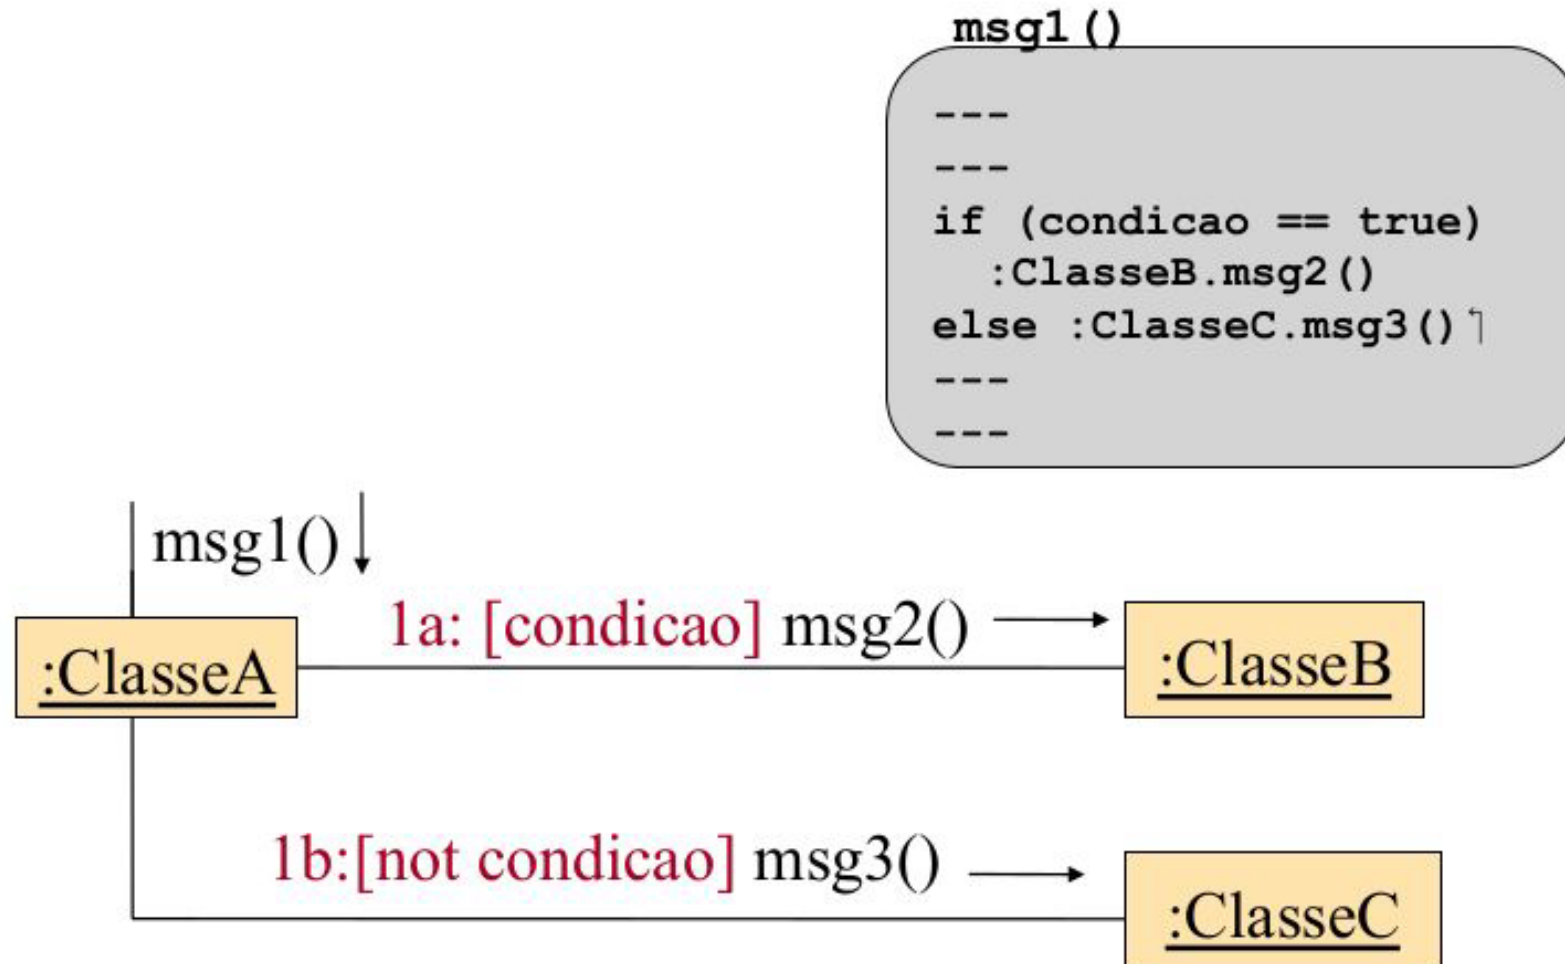 msg1()
---
---
if (condicao == true)
:ClasseB.msg2()
else :ClasseC.msg3()
---
---
msg1()
1a: [condicao] msg2()
:ClasseA
:ClasseB
1b:[not condicao] msg3()
:ClasseC